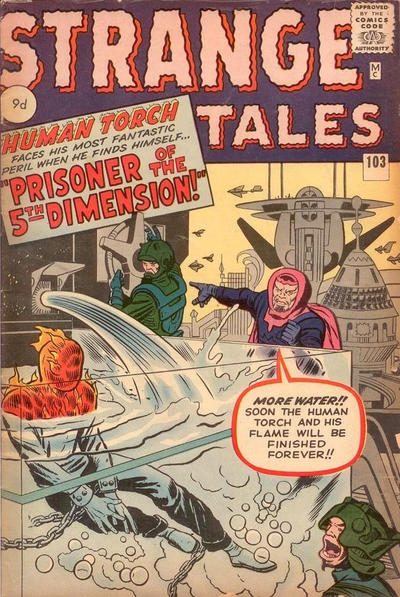 STRANGE
TALES
APPROVED
BY THE
COMICS
CODE
AUTHORITY
MC
9d
103
HUMAN TORCH
FACES HIS MOST FANTASTIC
PERIL WHEN HE FINDS HIMSELF...
"PRISONER OF THE
5TH DIMENSION!"
MORE WATER!!
SOON THE HUMAN
TORCH AND HIS
FLAME WILL BE
FINISHED
FOREVER!!